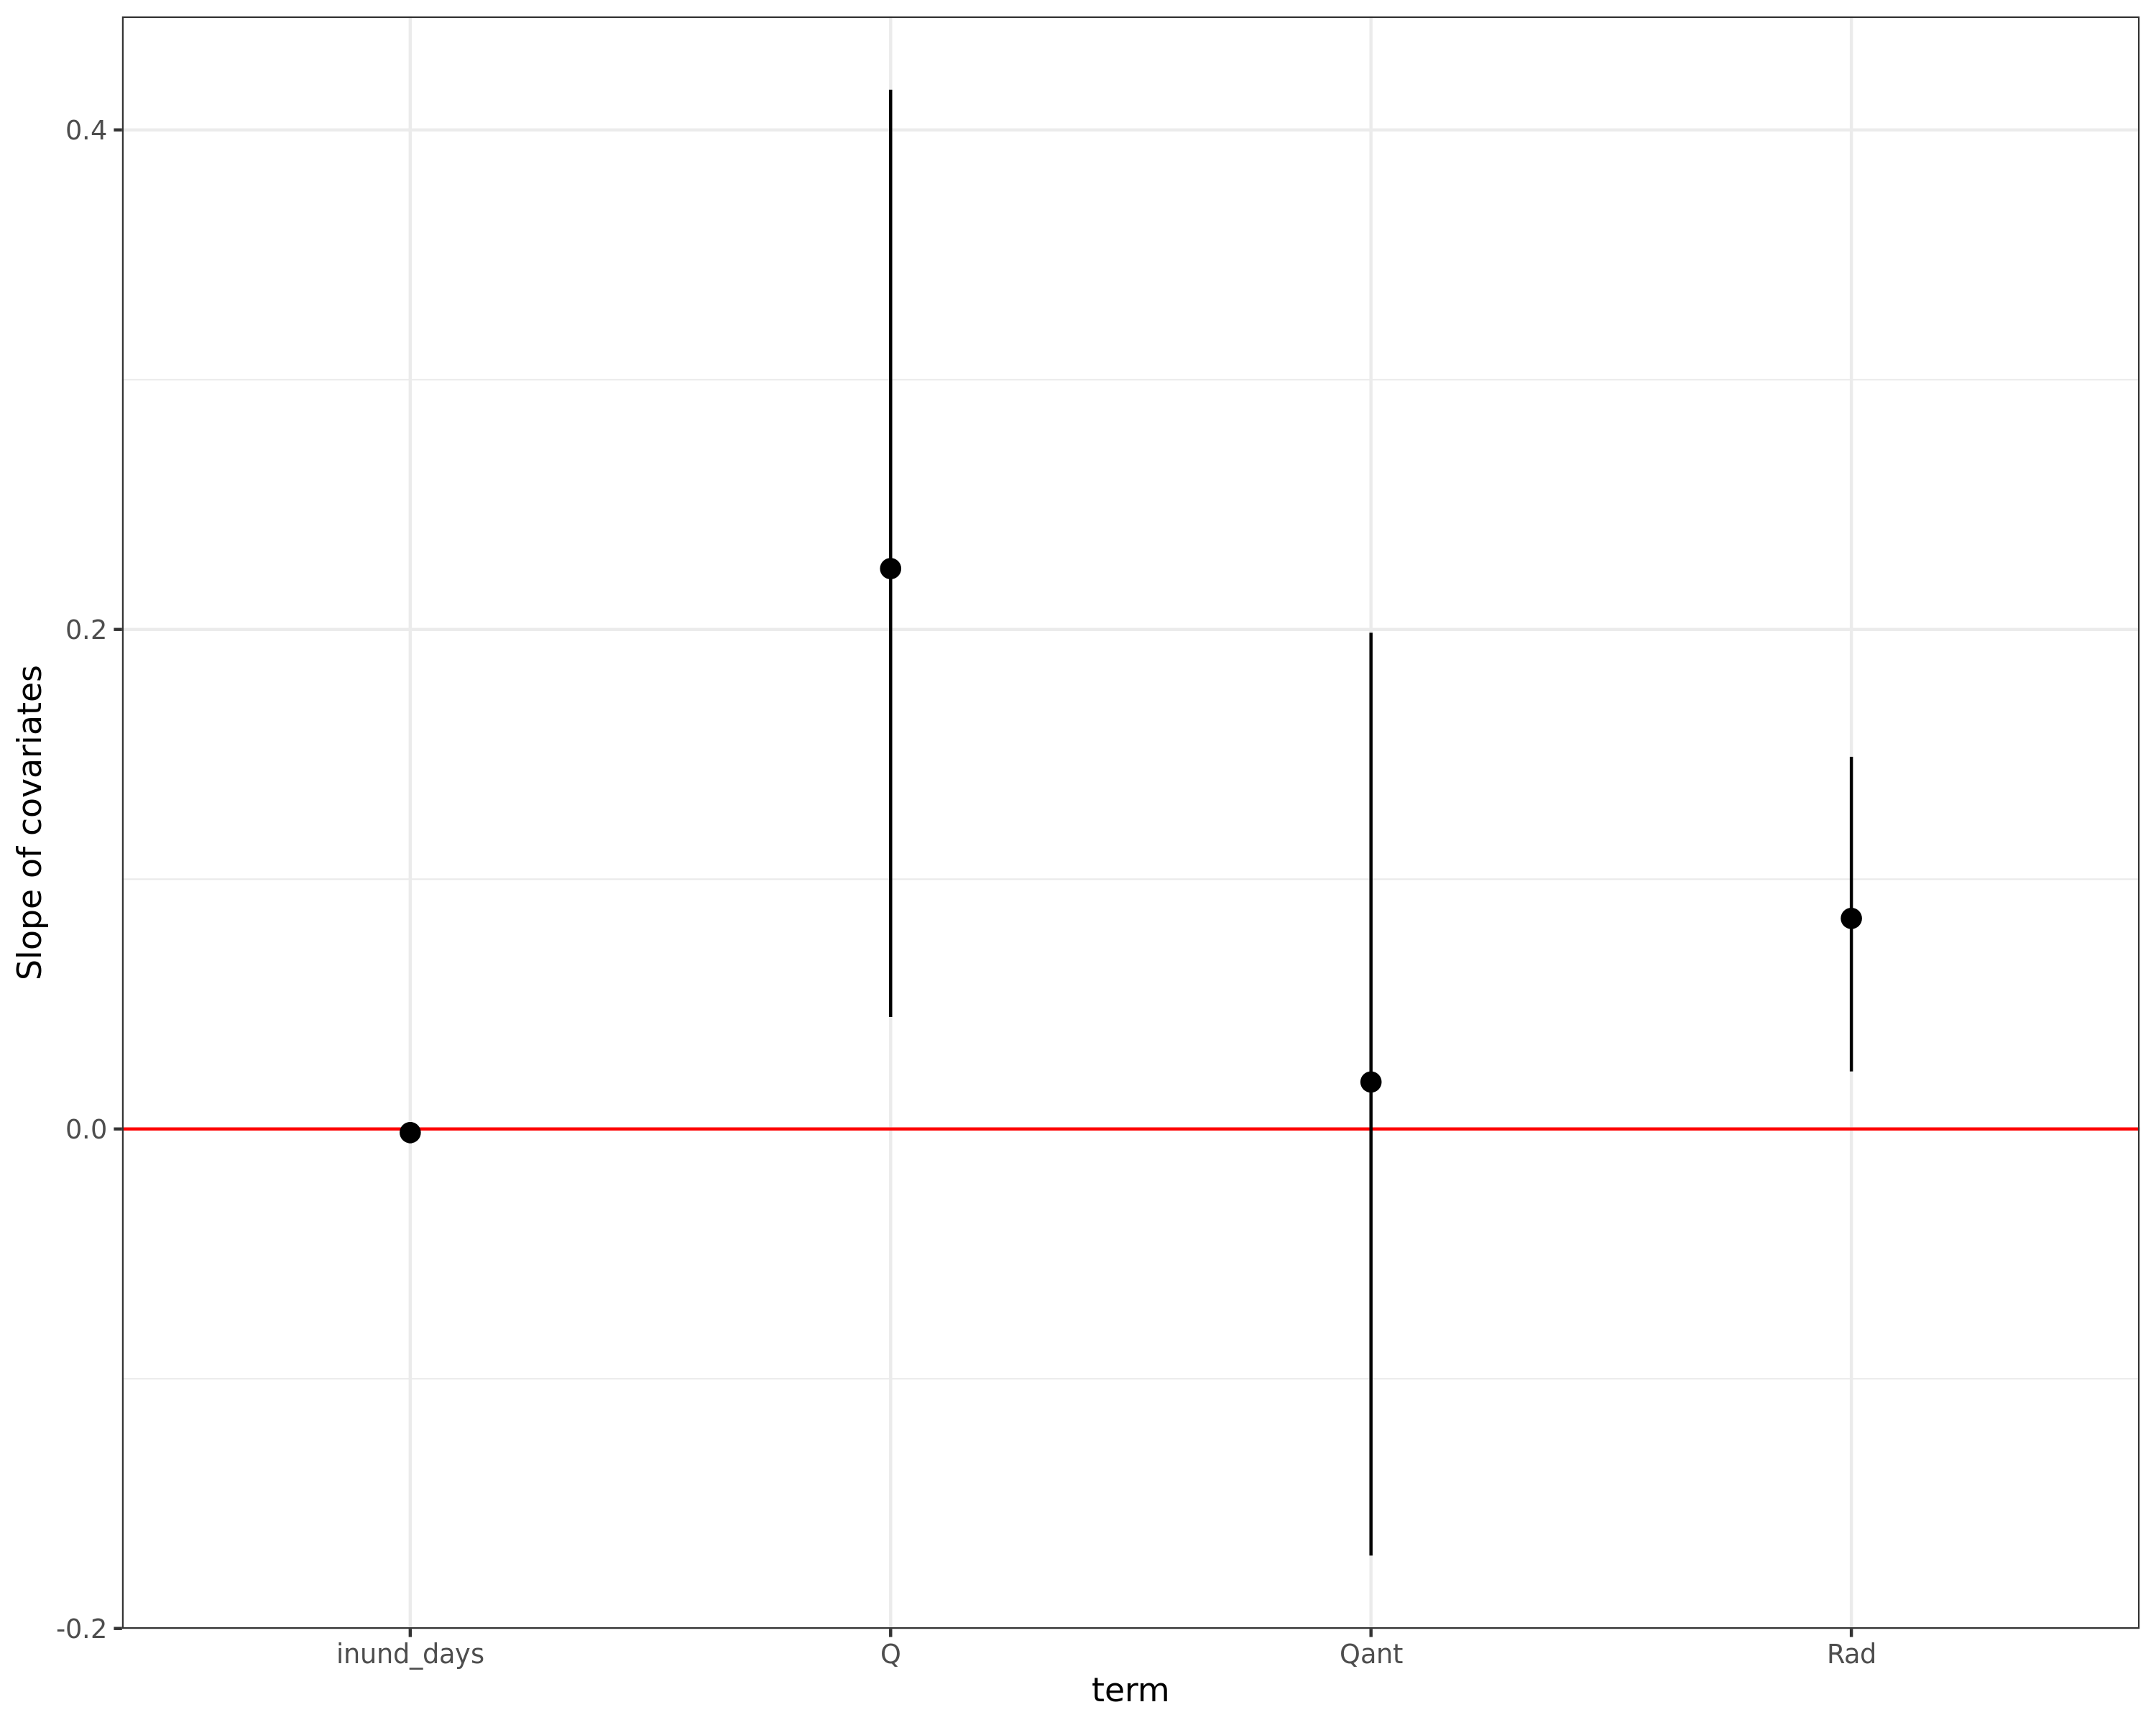 Slope of covariates
0.4
0.2
0.0
-0.2
inund_days Q Qant Rad
term